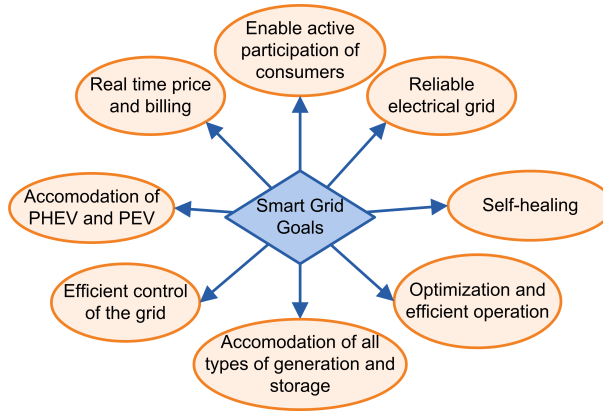 Enable active
participation of
consumers
Real time price
and billing
Reliable
electrical grid
Accomodation of
PHEV and PEV
Smart Grid
Goals
Self-healing
Efficient control
of the grid
Optimization and
efficient operation
Accomodation of all
types of generation and
storage